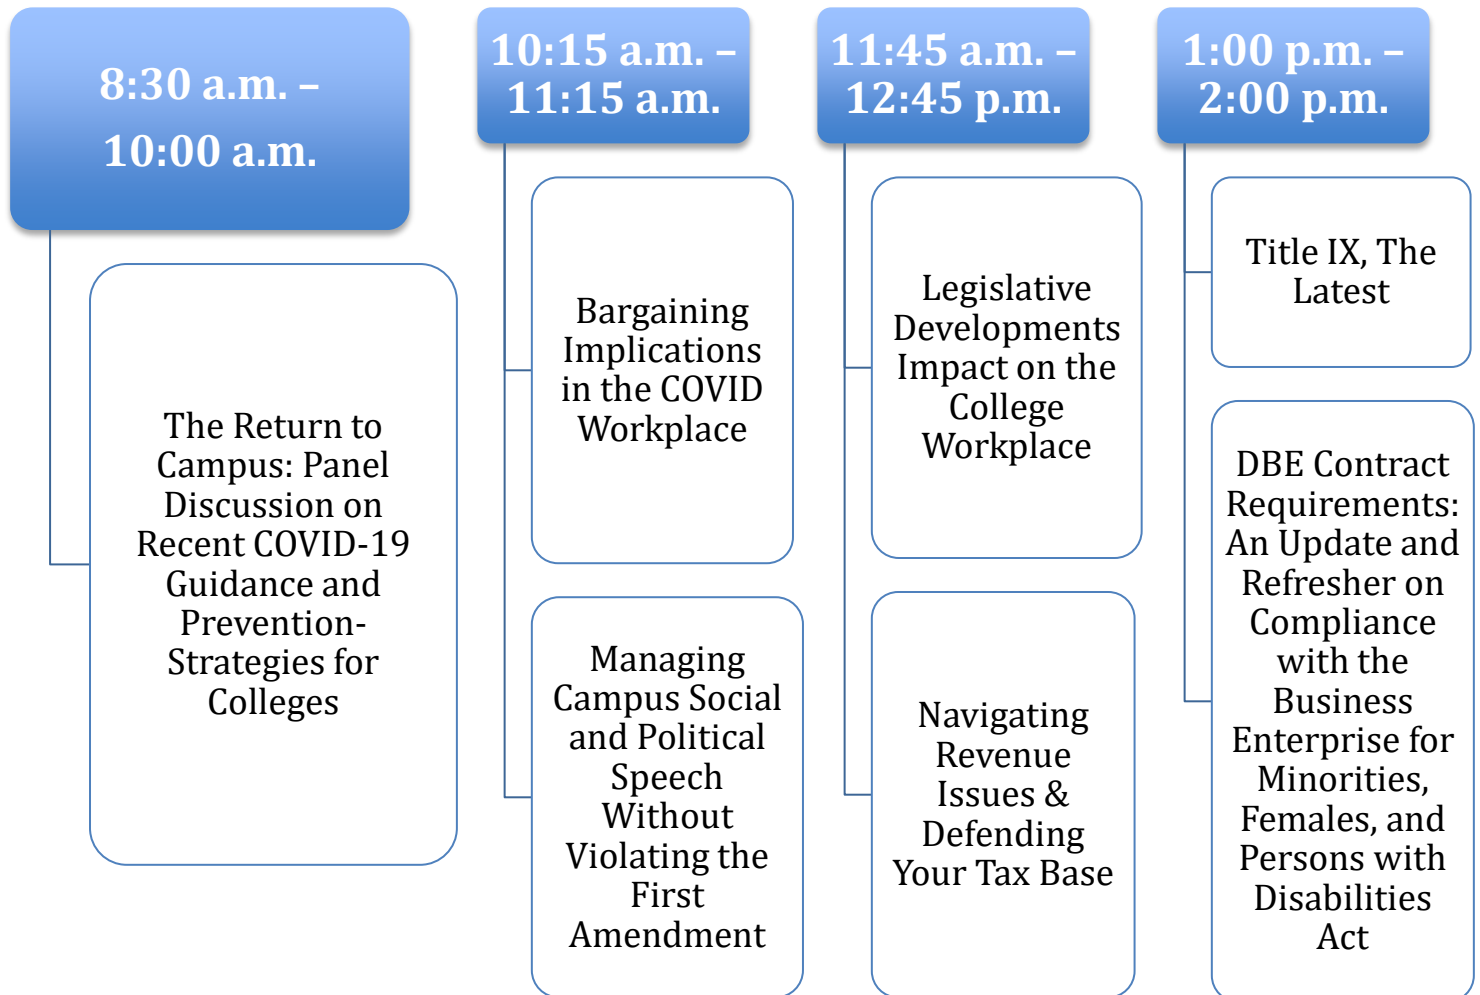 8:30 a.m. –
10:00 a.m.
The Return to
Campus: Panel
Discussion on
Recent COVID-19
Guidance and
Prevention-
Strategies for
Colleges
10:15 a.m. –
11:15 a.m.
Bargaining
Implications
in the COVID
Workplace
Managing
Campus Social
and Political
Speech
Without
Violating the
First
Amendment
11:45 a.m. –
12:45 p.m.
Legislative
Developments
Impact on the
College
Workplace
Navigating
Revenue
Issues &
Defending
Your Tax Base
1:00 p.m. –
2:00 p.m.
Title IX, The
Latest
DBE Contract
Requirements:
An Update and
Refresher on
Compliance
with the
Business
Enterprise for
Minorities,
Females, and
Persons with
Disabilities
Act